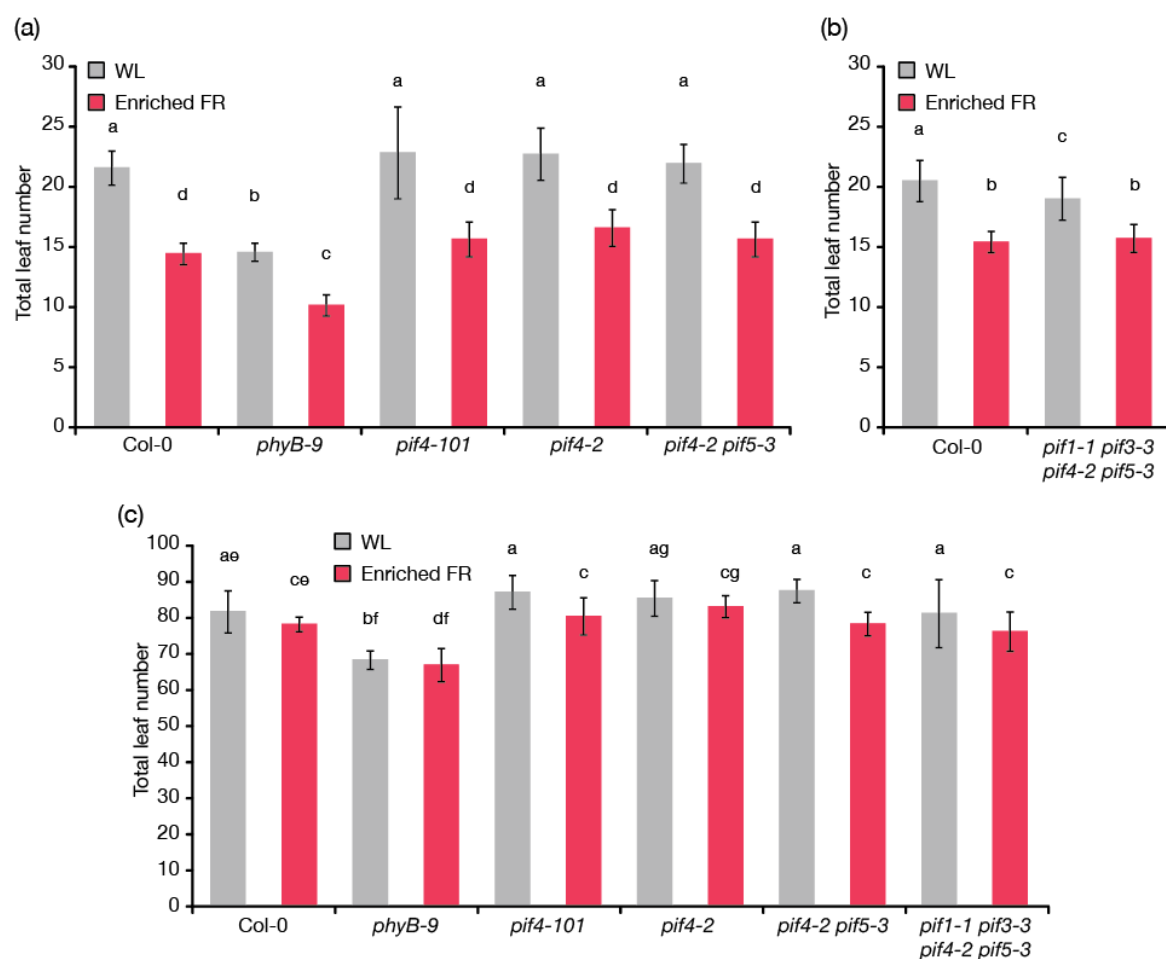 (a)
30
25
20
15
10
5
0
Total leaf number
WL
Enriched FR
a
d
b
c
a
d
a
d
a
d
Col-0
phyB-9
pif4-101
pif4-2
pif4-2 pif5-3
(b)
30
25
20
15
10
5
0
Total leaf number
WL
Enriched FR
a
b
c
b
Col-0
pif1-1 pif3-3
pif4-2 pif5-3
(c)
100
90
80
70
60
50
40
30
20
10
0
Total leaf number
WL
Enriched FR
ae
ce
bf
df
a
c
ag
cg
a
c
a
c
Col-0
phyB-9
pif4-101
pif4-2
pif4-2 pif5-3
pif1-1 pif3-3
pif4-2 pif5-3